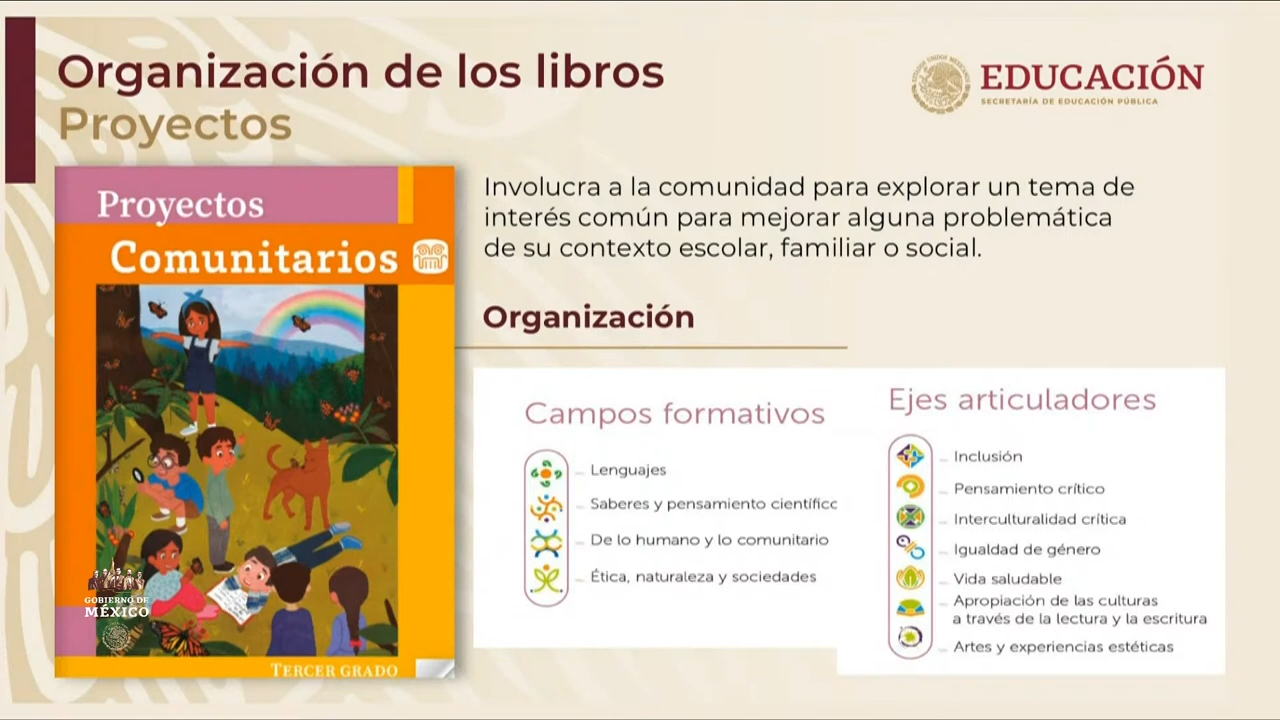 Organización de los libros
Proyectos
EDUCACIÓN
SECRETARÍA DE EDUCACIÓN PÚBLICA
Proyectos
Comunitarios
GOBIERNO DE
MÉXICO
TERCER GRADO
Involucra a la comunidad para explorar un tema de
interés común para mejorar alguna problemática
de su contexto escolar, familiar o social.
Organización
Campos formativos
Lenguajes
Saberes y pensamiento científicc
De lo humano y lo comunitario
Ética, naturaleza y sociedades
Ejes articuladores
Inclusión
Pensamiento crítico
Interculturalidad crítica
Igualdad de género
Vida saludable
Apropiación de las culturas
a través de la lectura y la escritura
Artes y experiencias estéticas